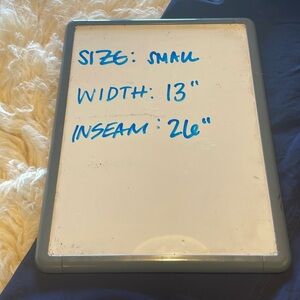 SIZE: SMALL
WIDTH: 13"
INSEAM: 26"